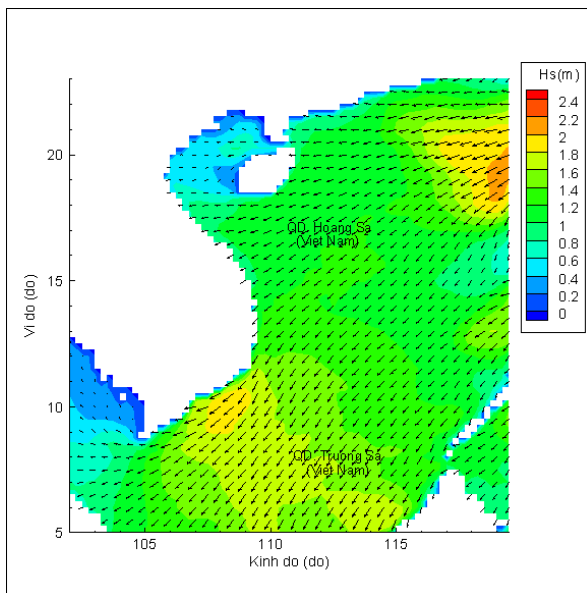 Hs(m)
2.4
2.2
2
1.8
1.6
1.4
1.2
1
0.8
0.6
0.4
0.2
0
20
15
10
5
Vi do (do)
QD. Hoang Sa
(Viet Nam)
QD. Truong Sa
(Viet Nam)
105
110
115
Kinh do (do)